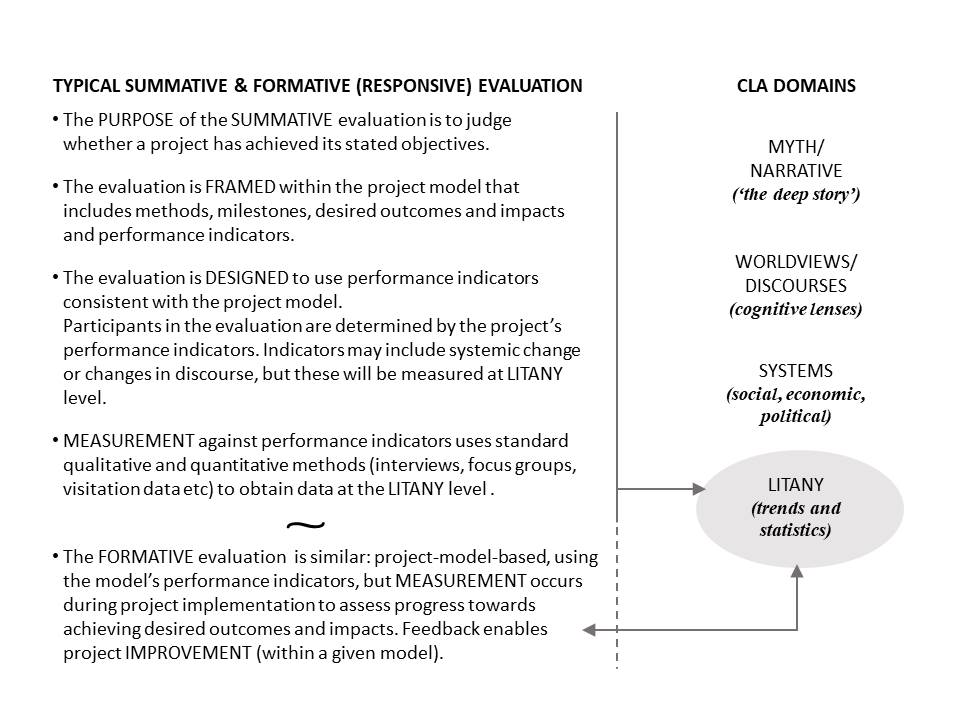 TYPICAL SUMMATIVE & FORMATIVE (RESPONSIVE) EVALUATION
• The PURPOSE of the SUMMATIVE evaluation is to judge
whether a project has achieved its stated objectives.
• The evaluation is FRAMED within the project model that
includes methods, milestones, desired outcomes and impacts
and performance indicators.
• The evaluation is DESIGNED to use performance indicators
consistent with the project model.
Participants in the evaluation are determined by the project’s
performance indicators. Indicators may include systemic change
or changes in discourse, but these will be measured at LITANY
level.
• MEASUREMENT against performance indicators uses standard
qualitative and quantitative methods (interviews, focus groups,
visitation data etc) to obtain data at the LITANY level .
~
• The FORMATIVE evaluation is similar: project-model-based, using
the model’s performance indicators, but MEASUREMENT occurs
during project implementation to assess progress towards
achieving desired outcomes and impacts. Feedback enables
project IMPROVEMENT (within a given model).
CLA DOMAINS
MYTH/
NARRATIVE
(‘the deep story’)
WORLDVIEWS/
DISCOURSES
(cognitive lenses)
SYSTEMS
(social, economic,
political)
LITANY
(trends and
statistics)